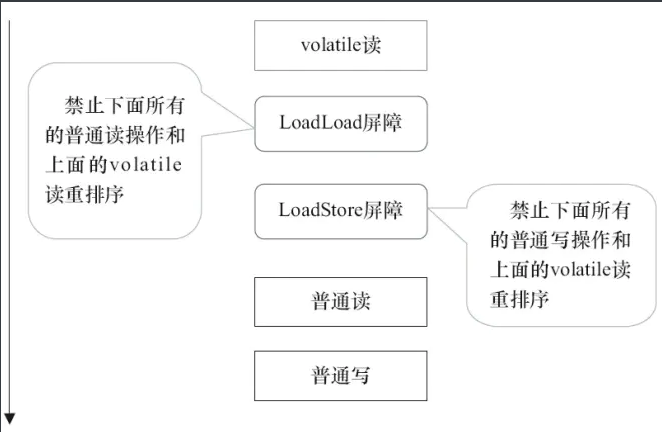 volatile读
禁止下面所有
的普通读操作和
上面的volatile
读重排序
LoadLoad屏障
LoadStore屏障
禁止下面所有
的普通写操作和
上面的volatile读
重排序
普通读
普通写